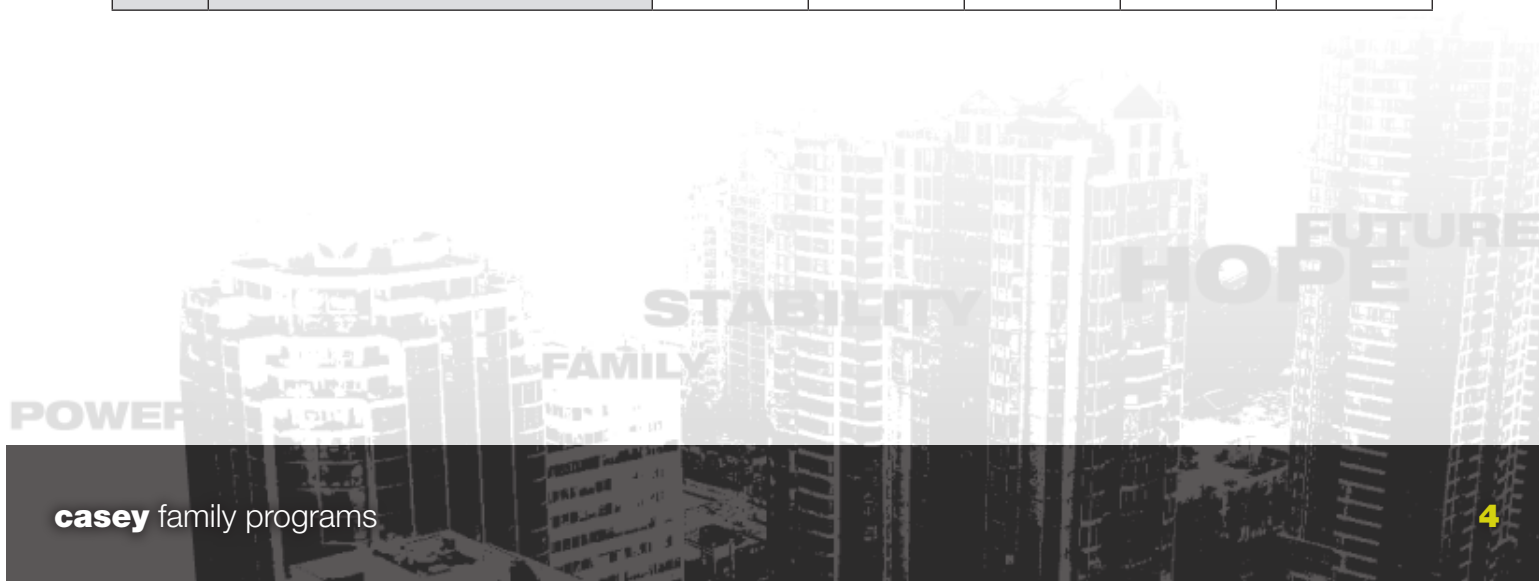 FUTURE
HOPE
STABILITY
FAMILY
POWER
casey family programs
4